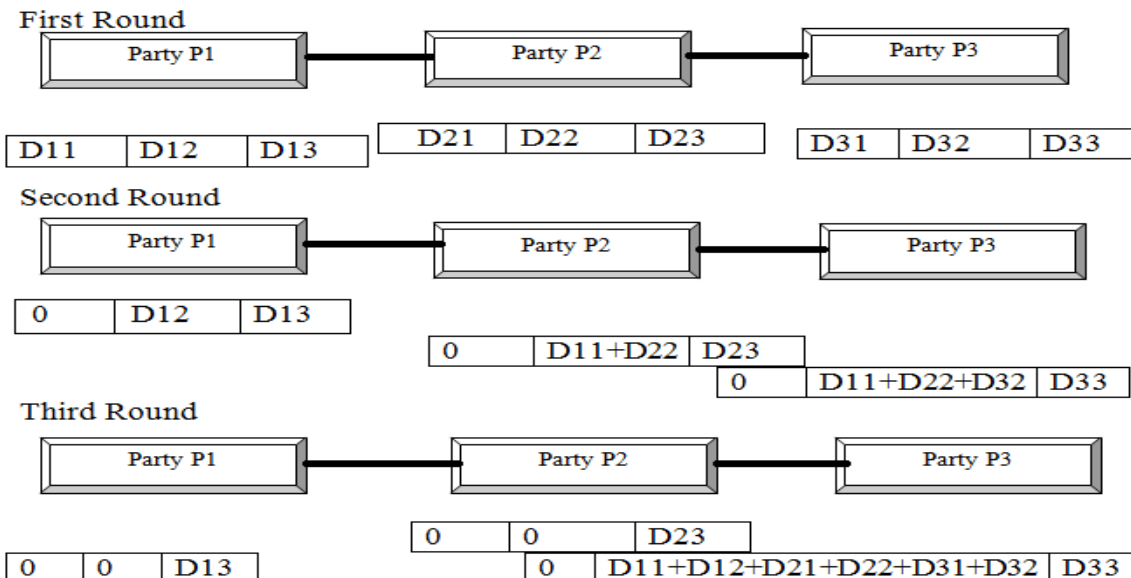 First Round
Party P1 Party P2 Party P3
D11 D12 D13 D21 D22 D23 D31 D32 D33
Second Round
Party P1 Party P2 Party P3
0 D12 D13
0 D11+D22 D23
0 D11+D22+D32 D33
Third Round
Party P1 Party P2 Party P3
0 0 D23
0 0 D13 0 D11+D12+D21+D22+D31+D32 D33